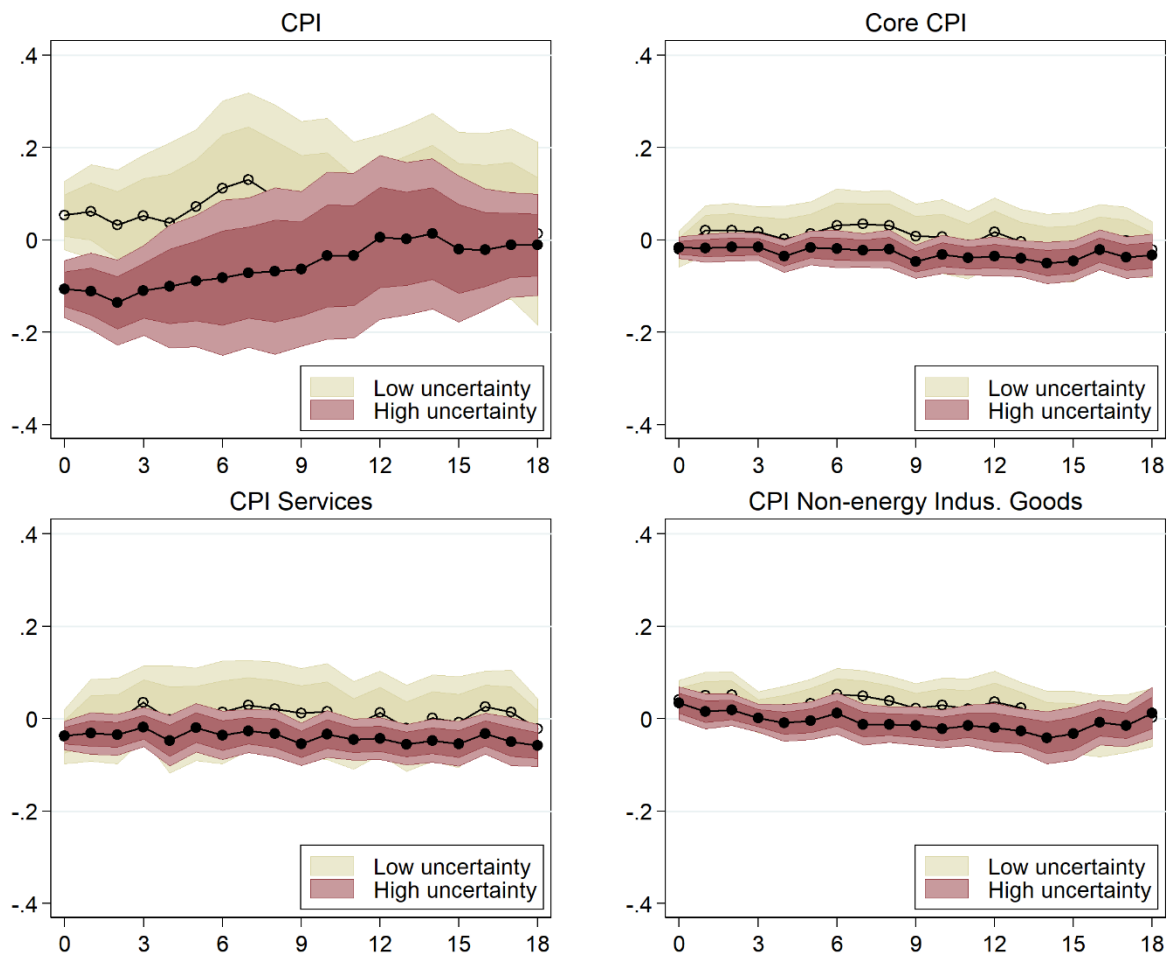 CPI
.4
.2
0
-.2
-.4
0 3 6 9 12 15 18
Low uncertainty
High uncertainty
Core CPI
.4
.2
0
-.2
-.4
0 3 6 9 12 15 18
Low uncertainty
High uncertainty
CPI Services
.4
.2
0
-.2
-.4
0 3 6 9 12 15 18
Low uncertainty
High uncertainty
CPI Non-energy Indus. Goods
.4
.2
0
-.2
-.4
0 3 6 9 12 15 18
Low uncertainty
High uncertainty